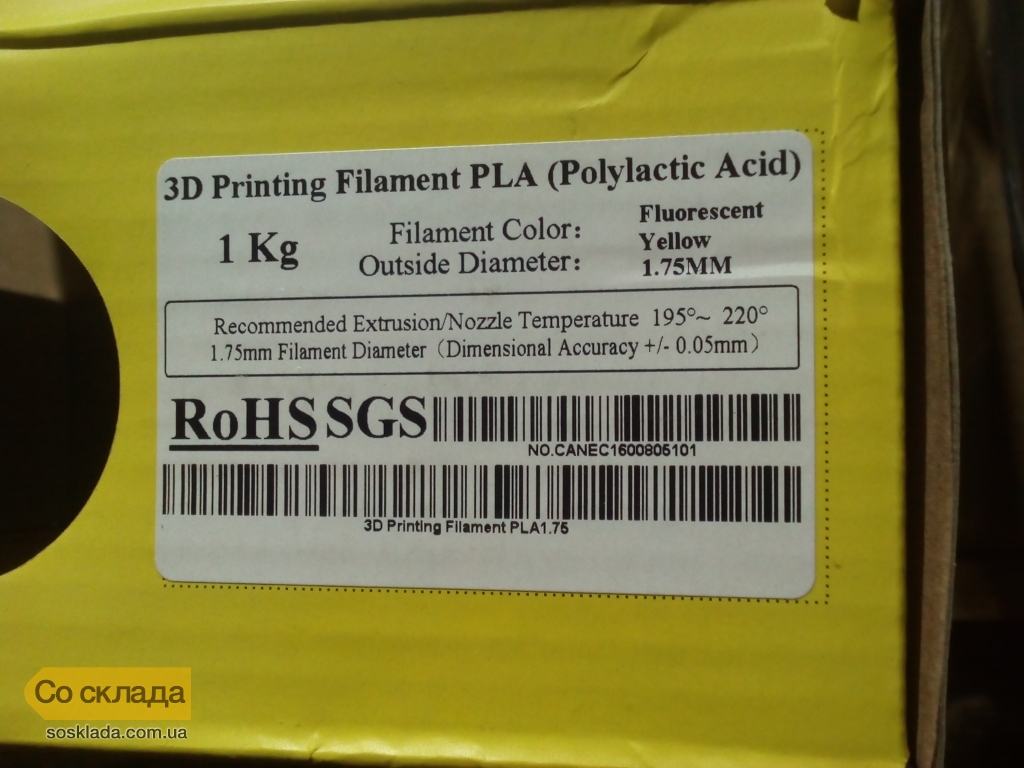 3D Printing Filament PLA (Polylactic Acid)
1 Kg
Filament Color: Fluorescent Yellow
Outside Diameter: 1.75MM
Recommended Extrusion/Nozzle Temperature 195°~ 220°
1.75mm Filament Diameter（Dimensional Accuracy +/- 0.05mm）
RoHS SGS
NO.CANEC1600805101
3D Printing Filament PLA1.75
Со склада
sosklada.com.ua